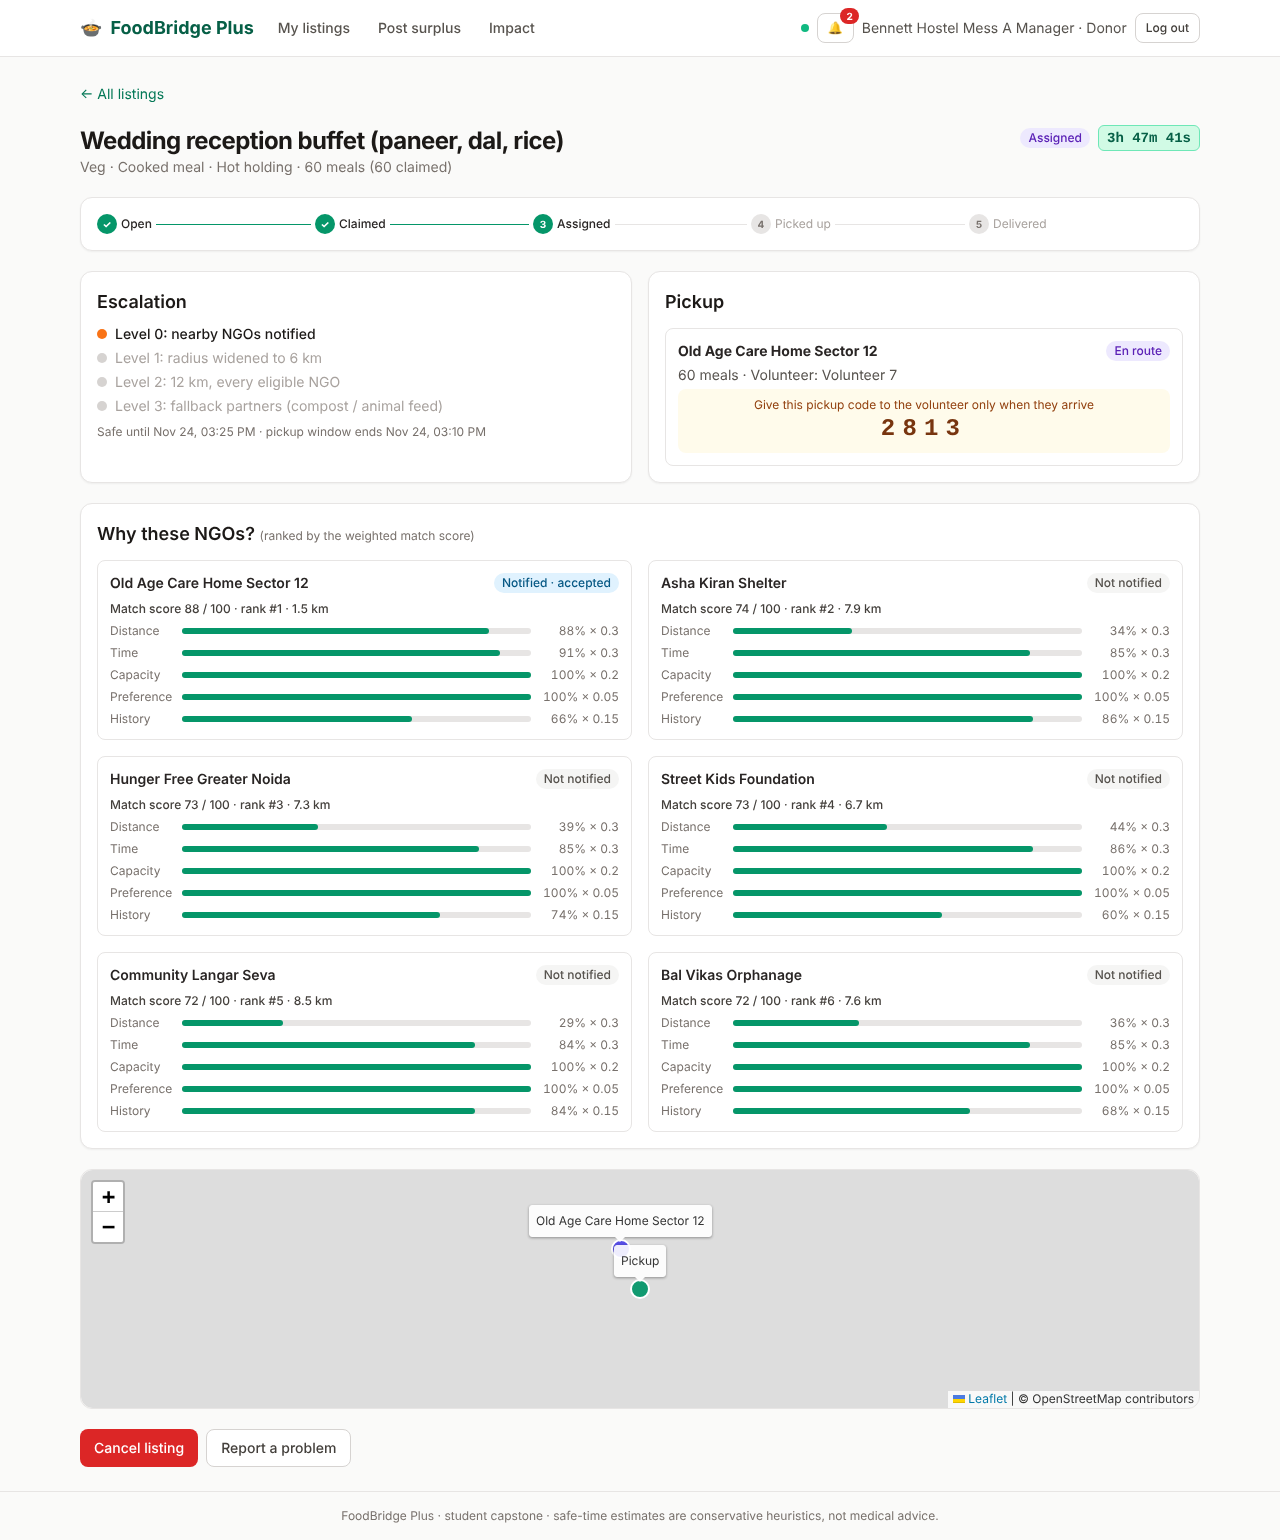 🍲 FoodBridge Plus My listings Post surplus Impact 🔔 2 Bennett Hostel Mess A Manager · Donor Log out
← All listings
Wedding reception buffet (paneer, dal, rice) Assigned 3h 47m 41s
Veg · Cooked meal · Hot holding · 60 meals (60 claimed)
✓ Open ✓ Claimed 3 Assigned 4 Picked up 5 Delivered
Escalation
Level 0: nearby NGOs notified
Level 1: radius widened to 6 km
Level 2: 12 km, every eligible NGO
Level 3: fallback partners (compost / animal feed)
Safe until Nov 24, 03:25 PM · pickup window ends Nov 24, 03:10 PM
Pickup
Old Age Care Home Sector 12 En route
60 meals · Volunteer: Volunteer 7
Give this pickup code to the volunteer only when they arrive
2813
Why these NGOs? (ranked by the weighted match score)
Old Age Care Home Sector 12 Notified · accepted
Match score 88 / 100 · rank #1 · 1.5 km
Distance 88% × 0.3
Time 91% × 0.3
Capacity 100% × 0.2
Preference 100% × 0.05
History 66% × 0.15
Asha Kiran Shelter Not notified
Match score 74 / 100 · rank #2 · 7.9 km
Distance 34% × 0.3
Time 85% × 0.3
Capacity 100% × 0.2
Preference 100% × 0.05
History 86% × 0.15
Hunger Free Greater Noida Not notified
Match score 73 / 100 · rank #3 · 7.3 km
Distance 39% × 0.3
Time 85% × 0.3
Capacity 100% × 0.2
Preference 100% × 0.05
History 74% × 0.15
Street Kids Foundation Not notified
Match score 73 / 100 · rank #4 · 6.7 km
Distance 44% × 0.3
Time 86% × 0.3
Capacity 100% × 0.2
Preference 100% × 0.05
History 60% × 0.15
Community Langar Seva Not notified
Match score 72 / 100 · rank #5 · 8.5 km
Distance 29% × 0.3
Time 84% × 0.3
Capacity 100% × 0.2
Preference 100% × 0.05
History 84% × 0.15
Bal Vikas Orphanage Not notified
Match score 72 / 100 · rank #6 · 7.6 km
Distance 36% × 0.3
Time 85% × 0.3
Capacity 100% × 0.2
Preference 100% × 0.05
History 68% × 0.15
+
−
Old Age Care Home Sector 12
Pickup
Leaflet | © OpenStreetMap contributors
Cancel listing Report a problem
FoodBridge Plus · student capstone · safe-time estimates are conservative heuristics, not medical advice.